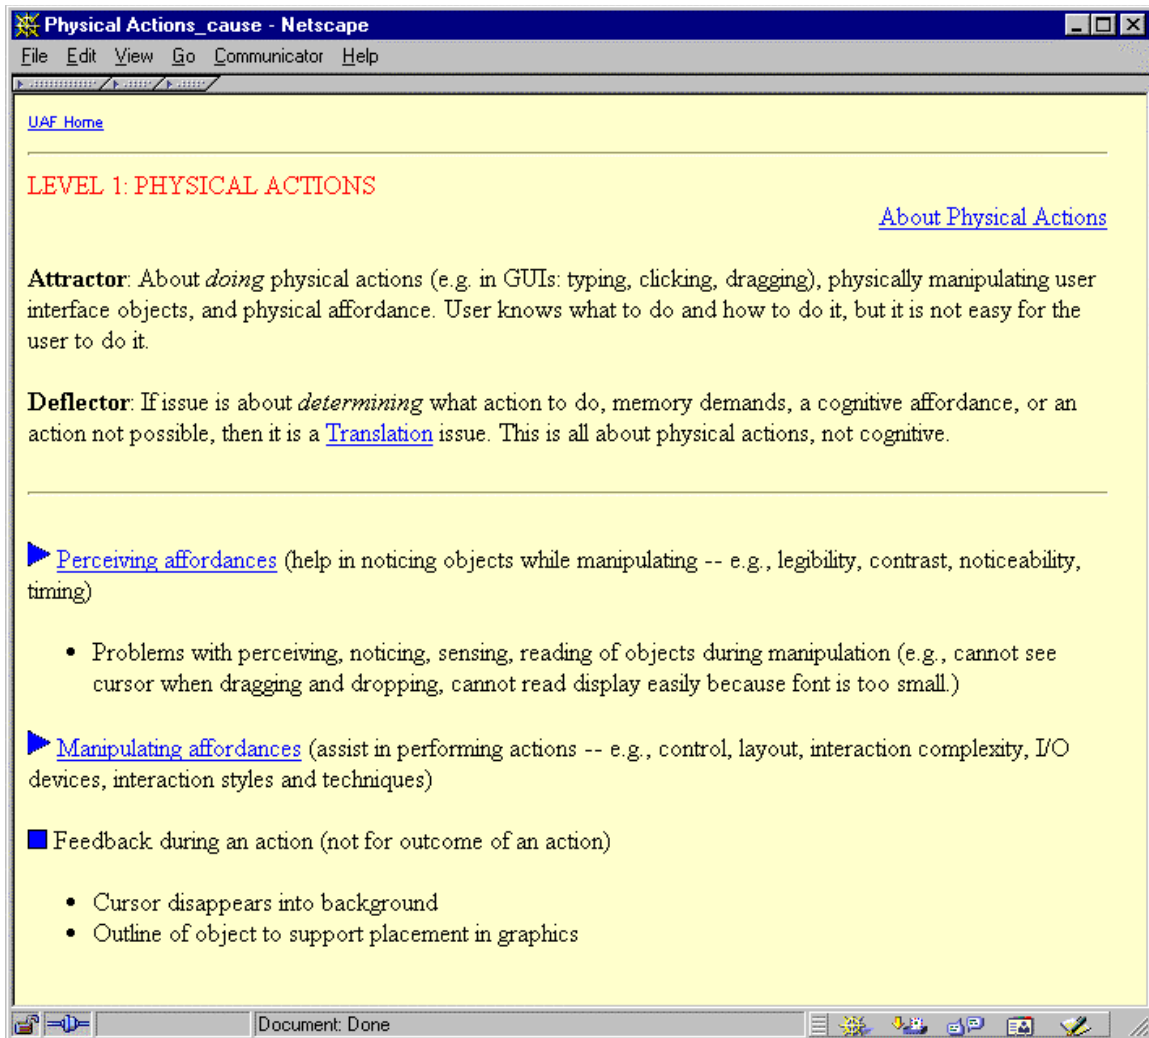 Physical Actions_cause - Netscape
File Edit View Go Communicator Help
UAF Home
LEVEL 1: PHYSICAL ACTIONS
About Physical Actions
Attractor: About doing physical actions (e.g. in GUIs: typing, clicking, dragging), physically manipulating user
interface objects, and physical affordance. User knows what to do and how to do it, but it is not easy for the
user to do it.
Deflector: If issue is about determining what action to do, memory demands, a cognitive affordance, or an
action not possible, then it is a Translation issue. This is all about physical actions, not cognitive.
Perceiving affordances (help in noticing objects while manipulating -- e.g., legibility, contrast, noticeability,
timing)
• Problems with perceiving, noticing, sensing, reading of objects during manipulation (e.g., cannot see
cursor when dragging and dropping, cannot read display easily because font is too small.)
Manipulating affordances (assist in performing actions -- e.g., control, layout, interaction complexity, I/O
devices, interaction styles and techniques)
Feedback during an action (not for outcome of an action)
• Cursor disappears into background
• Outline of object to support placement in graphics
Document: Done